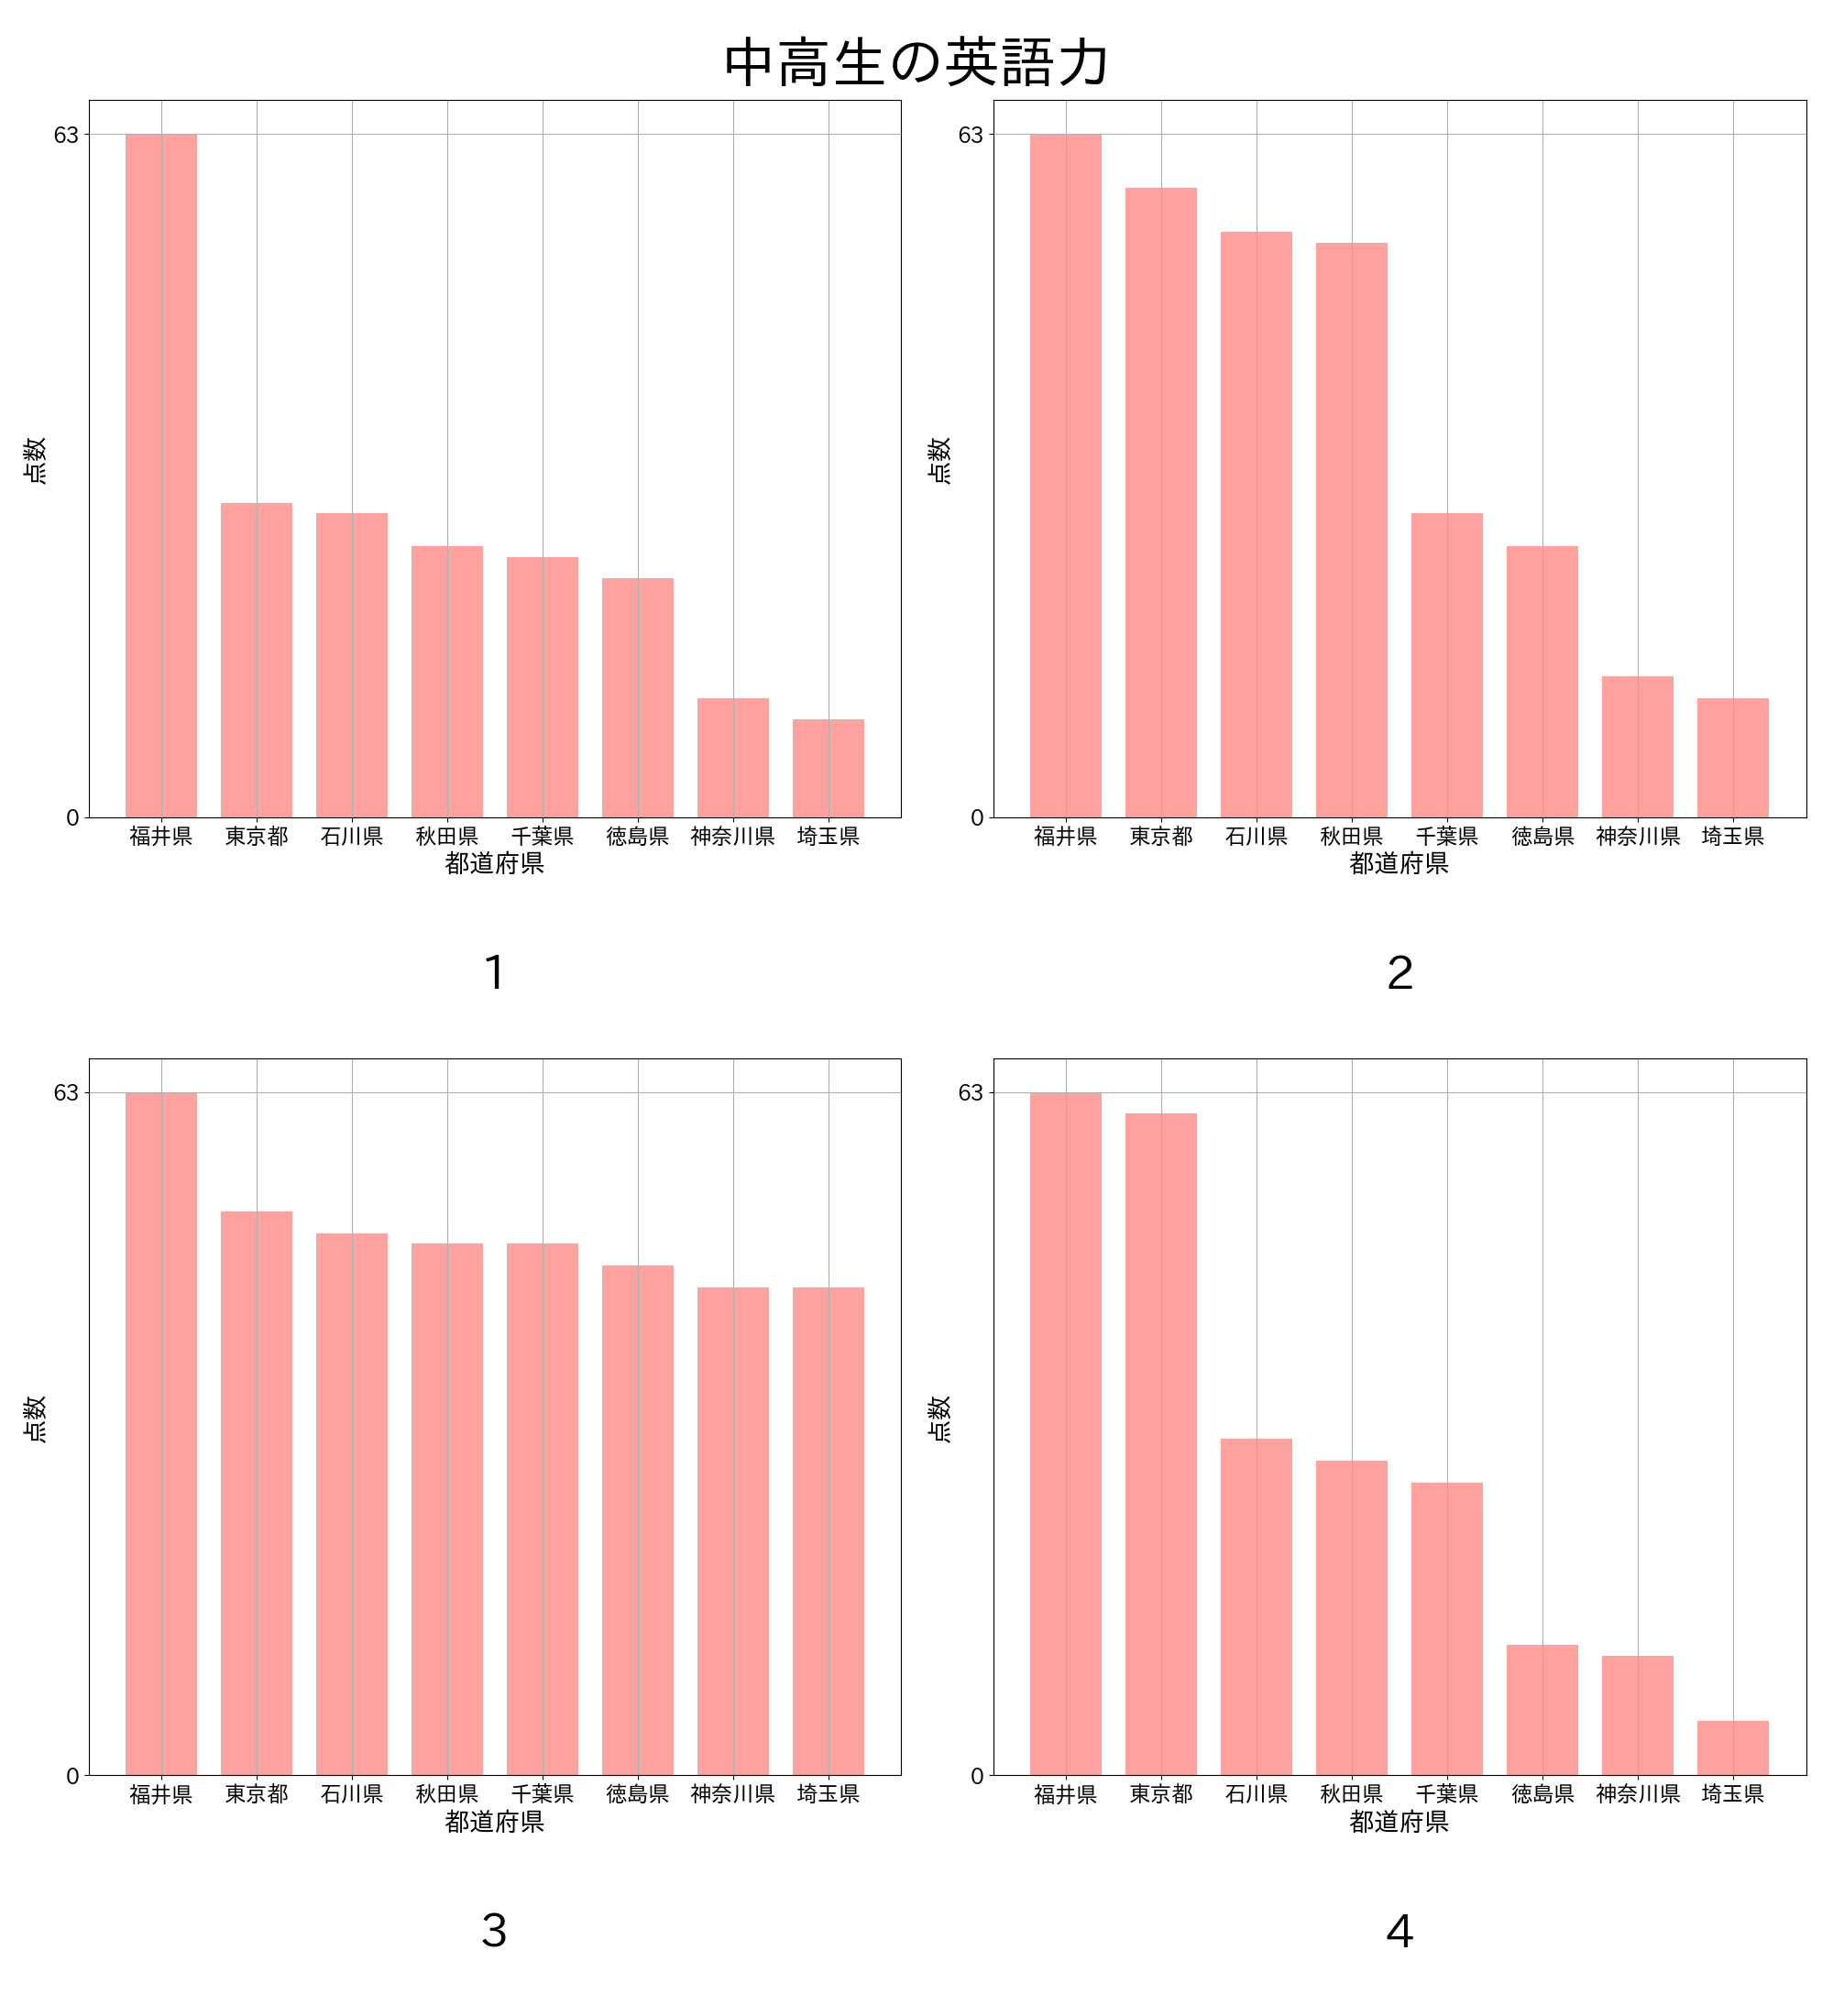 中高生の英語力
63
0
点数
福井県 東京都 石川県 秋田県 千葉県 徳島県 神奈川県 埼玉県
都道府県
1
63
0
点数
福井県 東京都 石川県 秋田県 千葉県 徳島県 神奈川県 埼玉県
都道府県
2
63
0
点数
福井県 東京都 石川県 秋田県 千葉県 徳島県 神奈川県 埼玉県
都道府県
3
63
0
点数
福井県 東京都 石川県 秋田県 千葉県 徳島県 神奈川県 埼玉県
都道府県
4